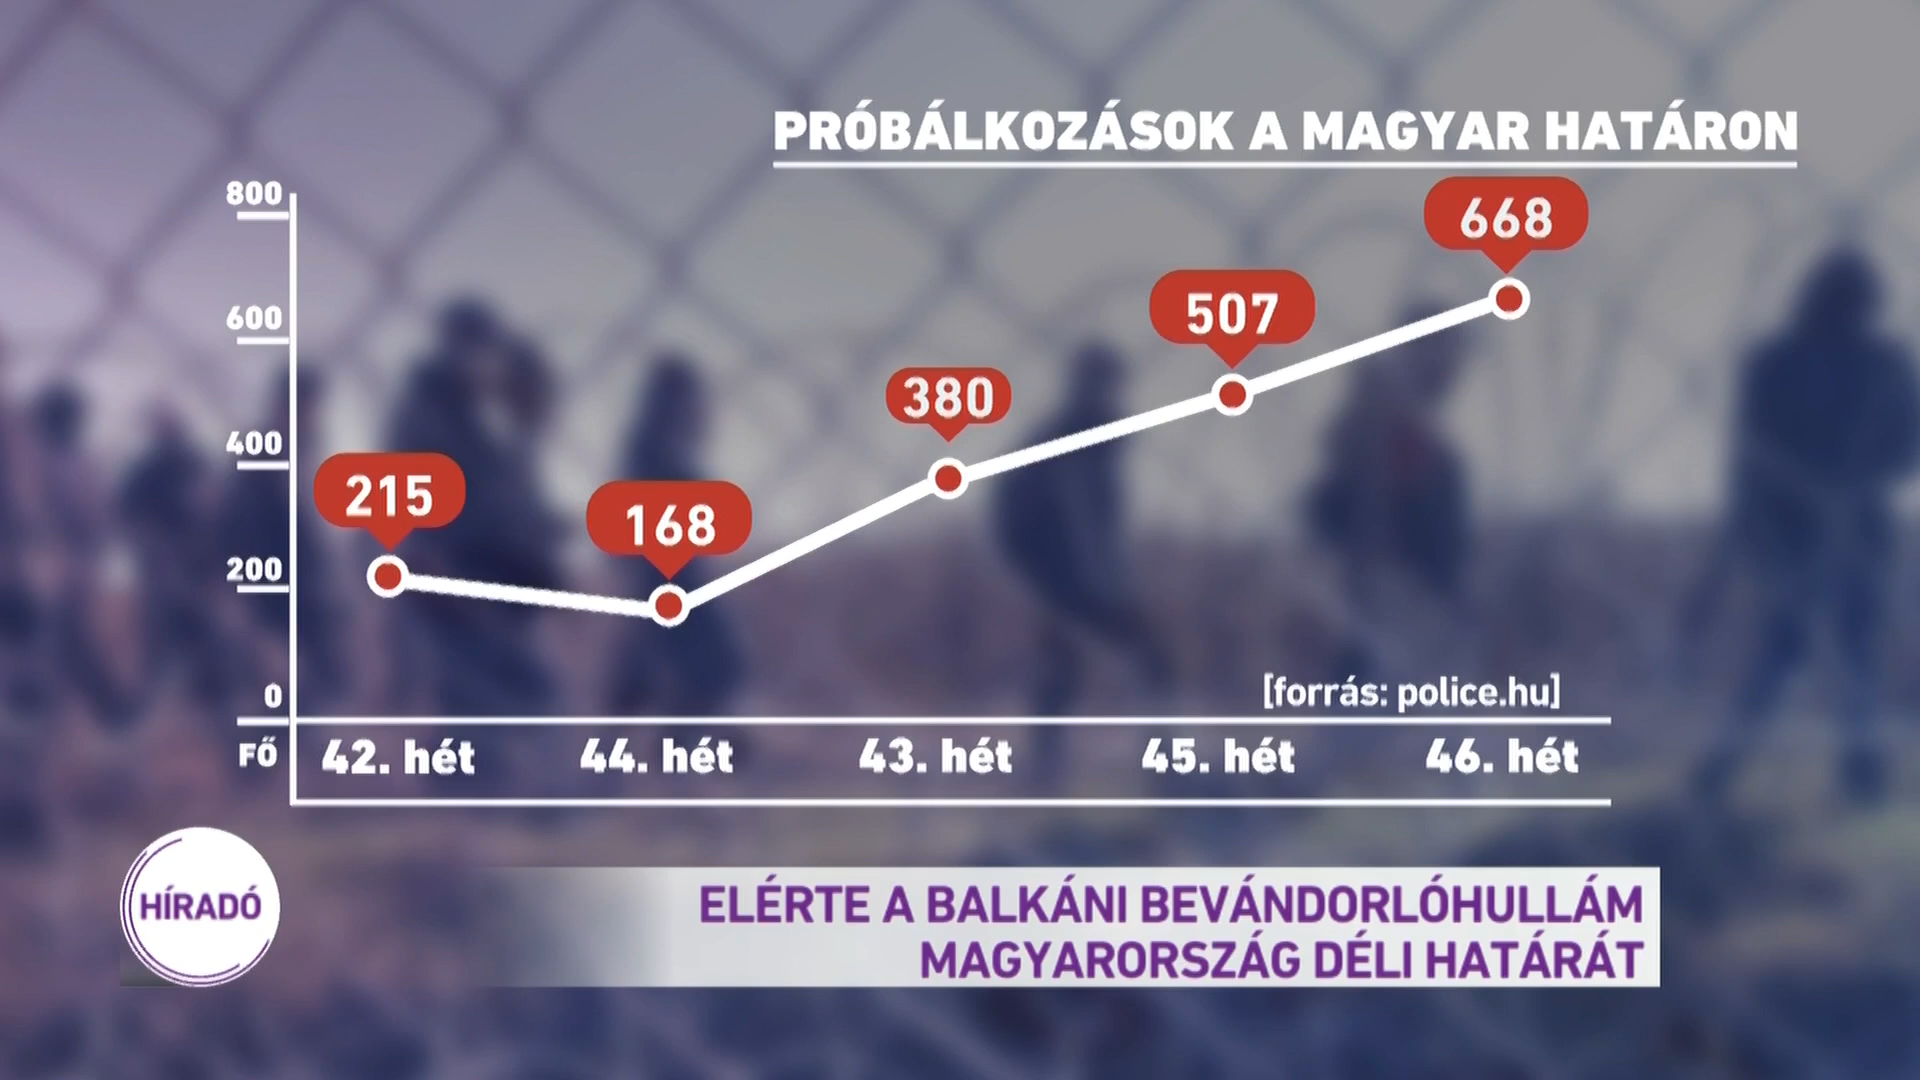 PRÓBÁLKOZÁSOK A MAGYAR HATÁRON
800
600
400
200
0
FŐ
215
168
380
507
668
[forrás: police.hu]
42. hét
44. hét
43. hét
45. hét
46. hét
HÍRADÓ
ELÉRTE A BALKÁNI BEVÁNDORLÓHULLÁM
MAGYARORSZÁG DÉLI HATÁRÁT